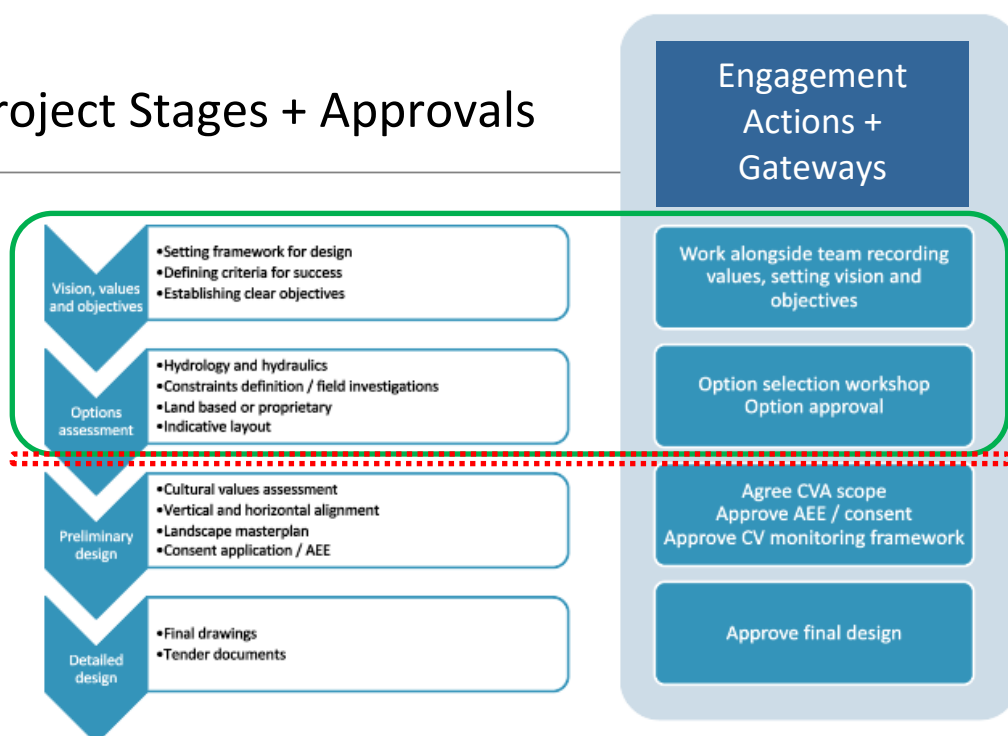 roject Stages + Approvals
Engagement
Actions +
Gateways
Vision, values
and objectives
•Setting framework for design
•Defining criteria for success
•Establishing clear objectives
Work alongside team recording
values, setting vision and
objectives
Options
assessment
•Hydrology and hydraulics
•Constraints definition / field investigations
•Land based or proprietary
•Indicative layout
Option selection workshop
Option approval
Preliminary
design
•Cultural values assessment
•Vertical and horizontal alignment
•Landscape masterplan
•Consent application / AEE
Agree CVA scope
Approve AEE / consent
Approve CV monitoring framework
Detailed
design
•Final drawings
•Tender documents
Approve final design